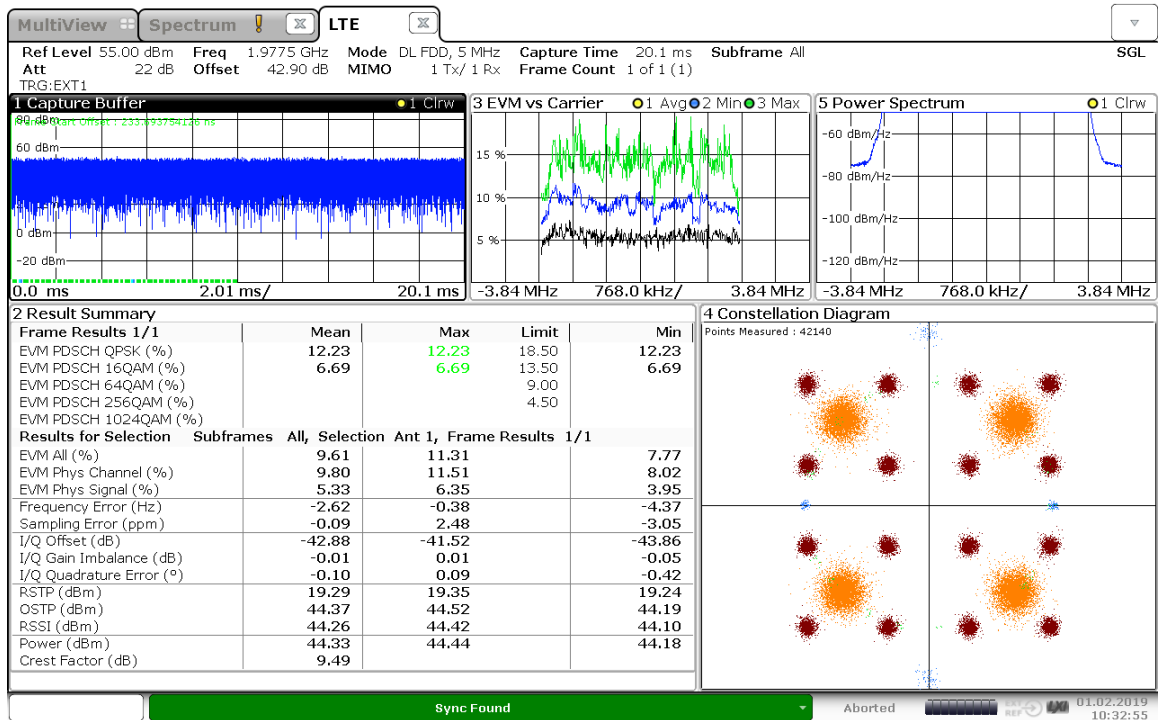 MultiView Spectrum ! X LTE X
Ref Level 55.00 dBm Freq 1.9775 GHz Mode DL FDD, 5 MHz Capture Time 20.1 ms Subframe All SGL
Att 22 dB Offset 42.90 dB MIMO 1 Tx/ 1 Rx Frame Count 1 of 1 (1)
TRG:EXT1
1 Capture Buffer 1 Clrw
80 dBm
Frame Start Offset : 233.693754126 ns
60 dBm
0 dBm
-20 dBm
0.0 ms 2.01 ms/ 20.1 ms
3 EVM vs Carrier 1 Avg 2 Min 3 Max
15 %
10 %
5 %
-3.84 MHz 768.0 kHz/ 3.84 MHz
5 Power Spectrum 1 Clrw
-60 dBm/Hz
-80 dBm/Hz
-100 dBm/Hz
-120 dBm/Hz
-3.84 MHz 768.0 kHz/ 3.84 MHz
2 Result Summary
Frame Results 1/1 Mean Max Limit Min
EVM PDSCH QPSK (%) 12.23 12.23 18.50 12.23
EVM PDSCH 16QAM (%) 6.69 6.69 13.50 6.69
EVM PDSCH 64QAM (%) 9.00
EVM PDSCH 256QAM (%) 4.50
EVM PDSCH 1024QAM (%)
Results for Selection Subframes All, Selection Ant 1, Frame Results 1/1
EVM All (%) 9.61 11.31 7.77
EVM Phys Channel (%) 9.80 11.51 8.02
EVM Phys Signal (%) 5.33 6.35 3.95
Frequency Error (Hz) -2.62 -0.38 -4.37
Sampling Error (ppm) -0.09 2.48 -3.05
I/Q Offset (dB) -42.88 -41.52 -43.86
I/Q Gain Imbalance (dB) -0.01 0.01 -0.05
I/Q Quadrature Error (°) -0.10 0.09 -0.42
RSTP (dBm) 19.29 19.35 19.24
OSTP (dBm) 44.37 44.52 44.19
RSSI (dBm) 44.26 44.42 44.10
Power (dBm) 44.33 44.44 44.18
Crest Factor (dB) 9.49
4 Constellation Diagram
Points Measured : 42140
Sync Found
Aborted
EXT
REF
LXI
01.02.2019
10:32:55